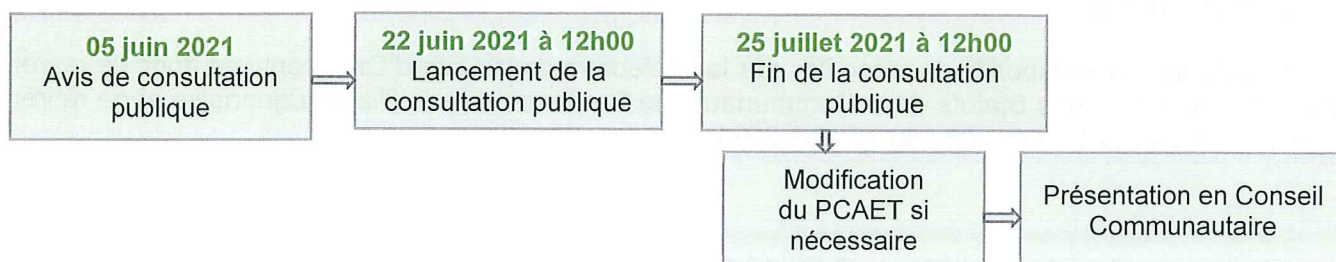 05 juin 2021
Avis de consultation
publique
22 juin 2021 à 12h00
Lancement de la
consultation publique
25 juillet 2021 à 12h00
Fin de la consultation
publique
Modification
du PCAET si
nécessaire
Présentation en Conseil
Communautaire